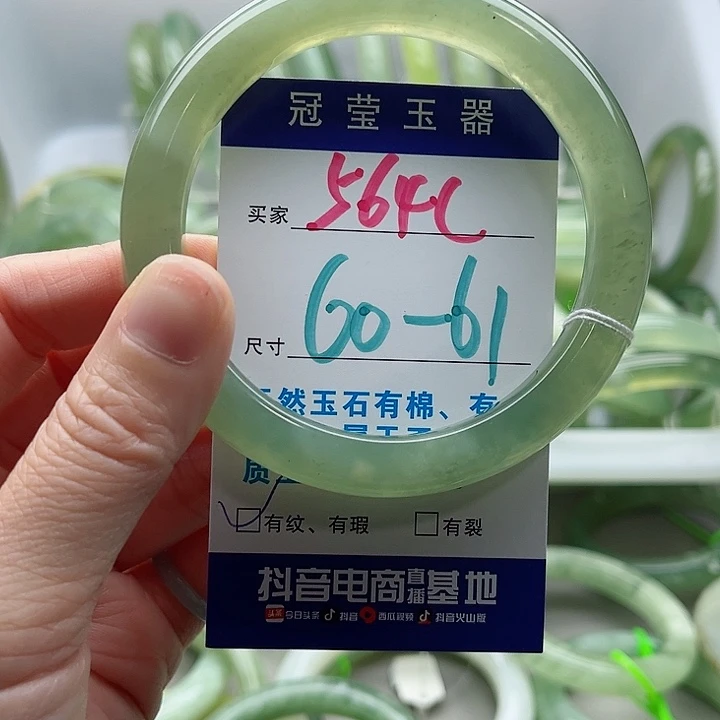 冠莹玉器
买家 564C
尺寸 60-61
然玉石有棉、有
质
有纹、有瑕 有裂
抖音电商直播基地
头条 今日头条 抖音 西瓜视频 抖音火山版